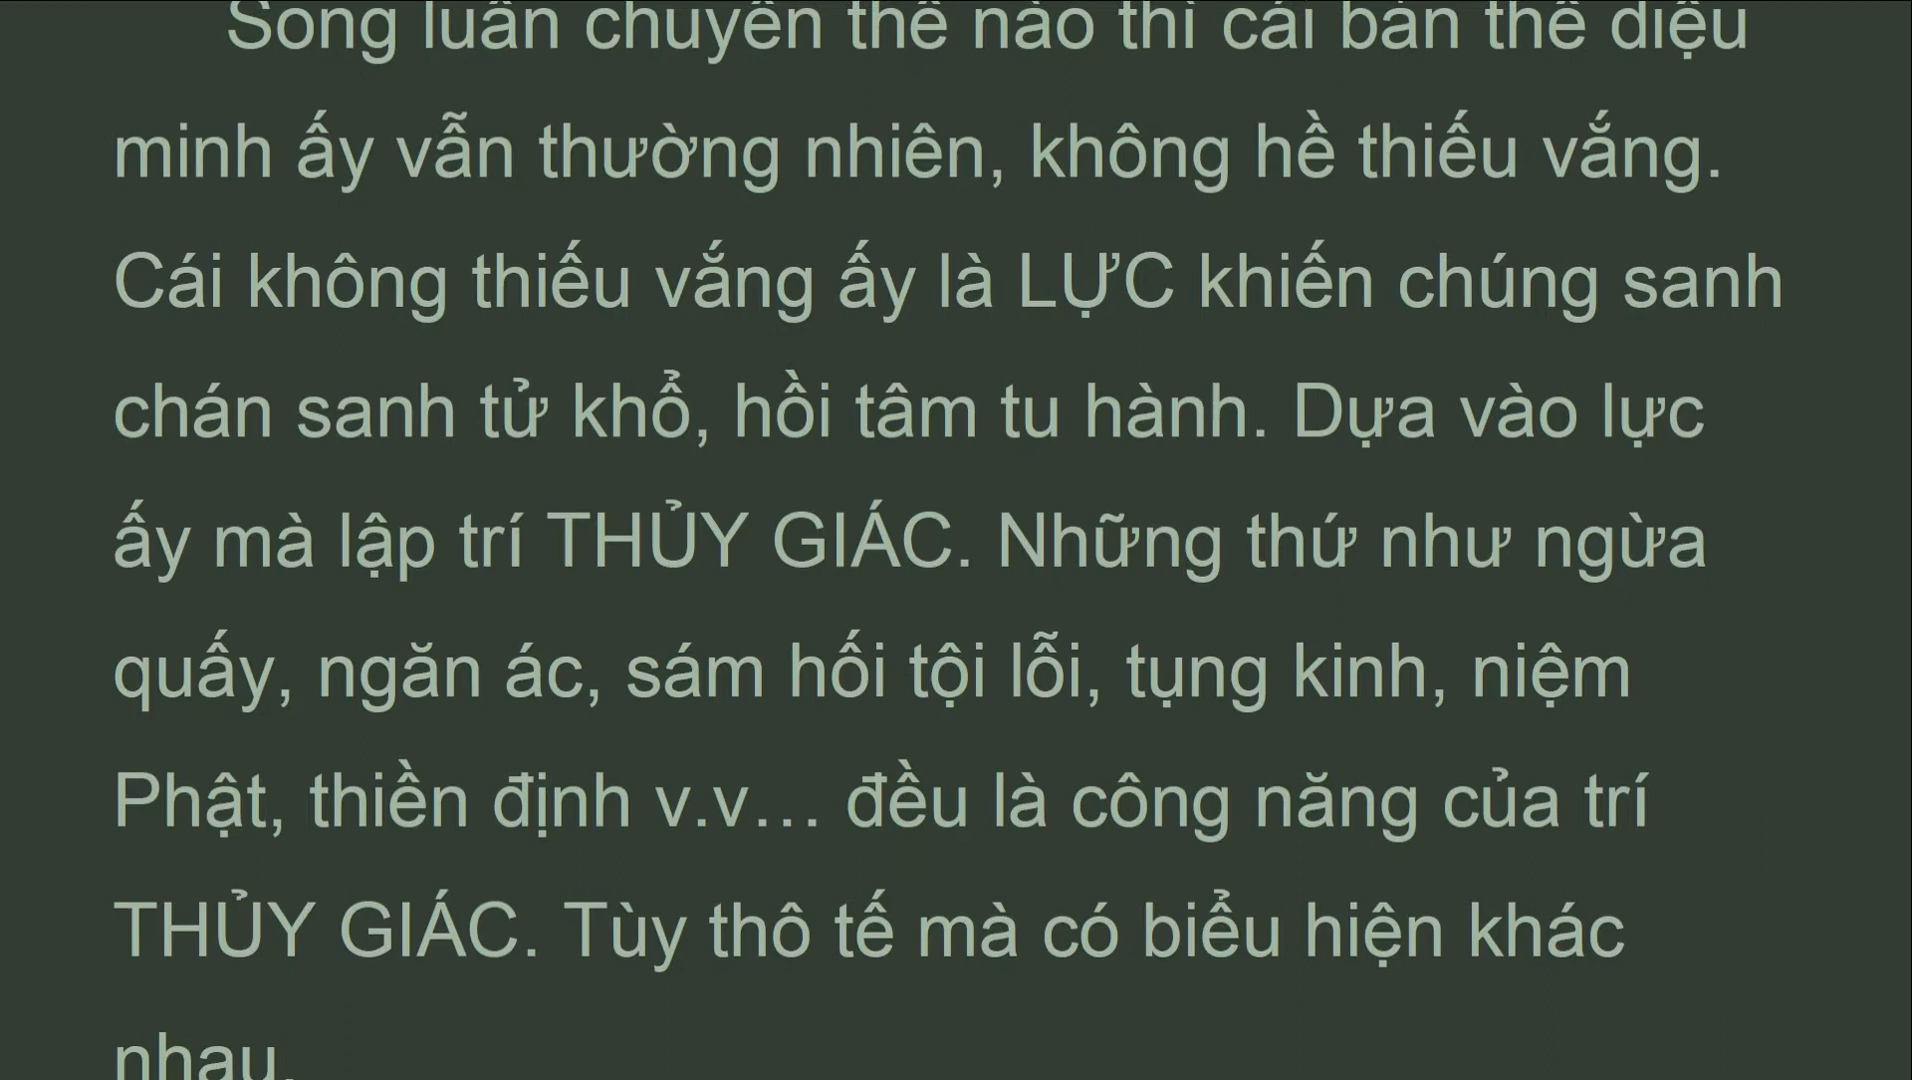 Song luân chuyển thế nào thì cái bản thể diệu
minh ấy vẫn thường nhiên, không hề thiếu vắng.
Cái không thiếu vắng ấy là LỰC khiến chúng sanh
chán sanh tử khổ, hồi tâm tu hành. Dựa vào lực
ấy mà lập trí THỦY GIÁC. Những thứ như ngừa
quấy, ngăn ác, sám hối tội lỗi, tụng kinh, niệm
Phật, thiền định v.v… đều là công năng của trí
THỦY GIÁC. Tùy thô tế mà có biểu hiện khác
nhau.